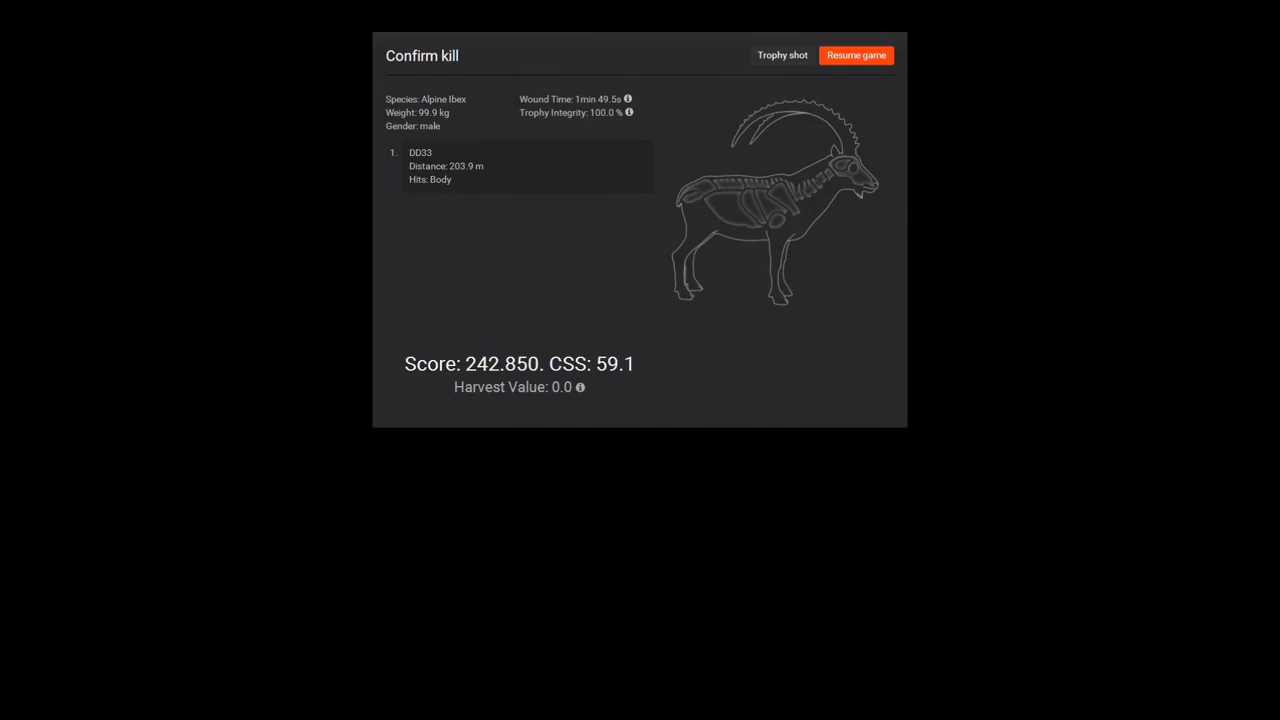 Confirm kill
Trophy shot
Resume game
Species: Alpine Ibex
Weight: 99.9 kg
Gender: male
Wound Time: 1min 49.5s
Trophy Integrity: 100.0 %
1.
DD33
Distance: 203.9 m
Hits: Body
Score: 242.850. CSS: 59.1
Harvest Value: 0.0